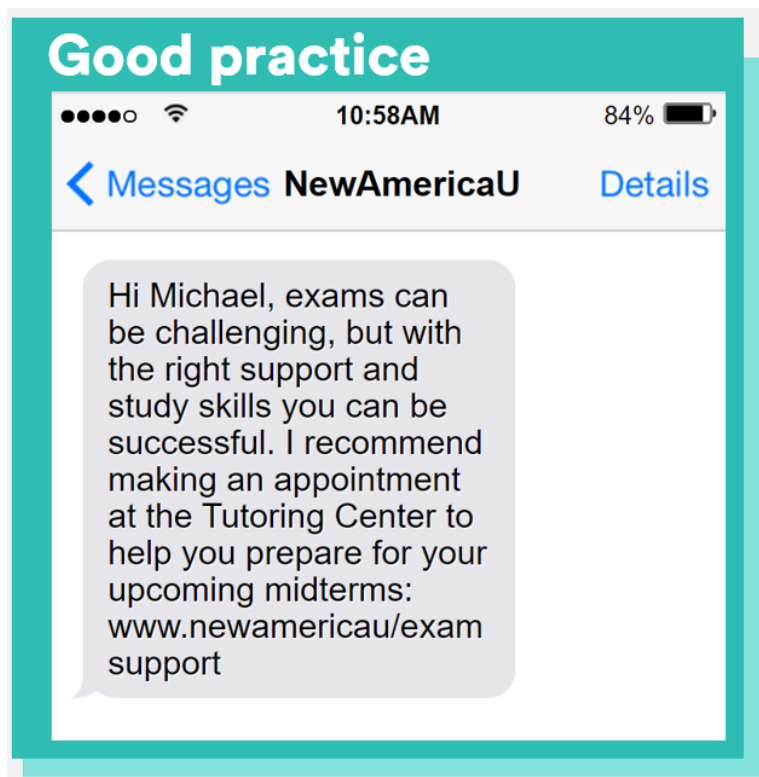 Good practice
10:58AM 84%
Messages NewAmericaU Details
Hi Michael, exams can
be challenging, but with
the right support and
study skills you can be
successful. I recommend
making an appointment
at the Tutoring Center to
help you prepare for your
upcoming midterms:
www.newamericau/exam
support